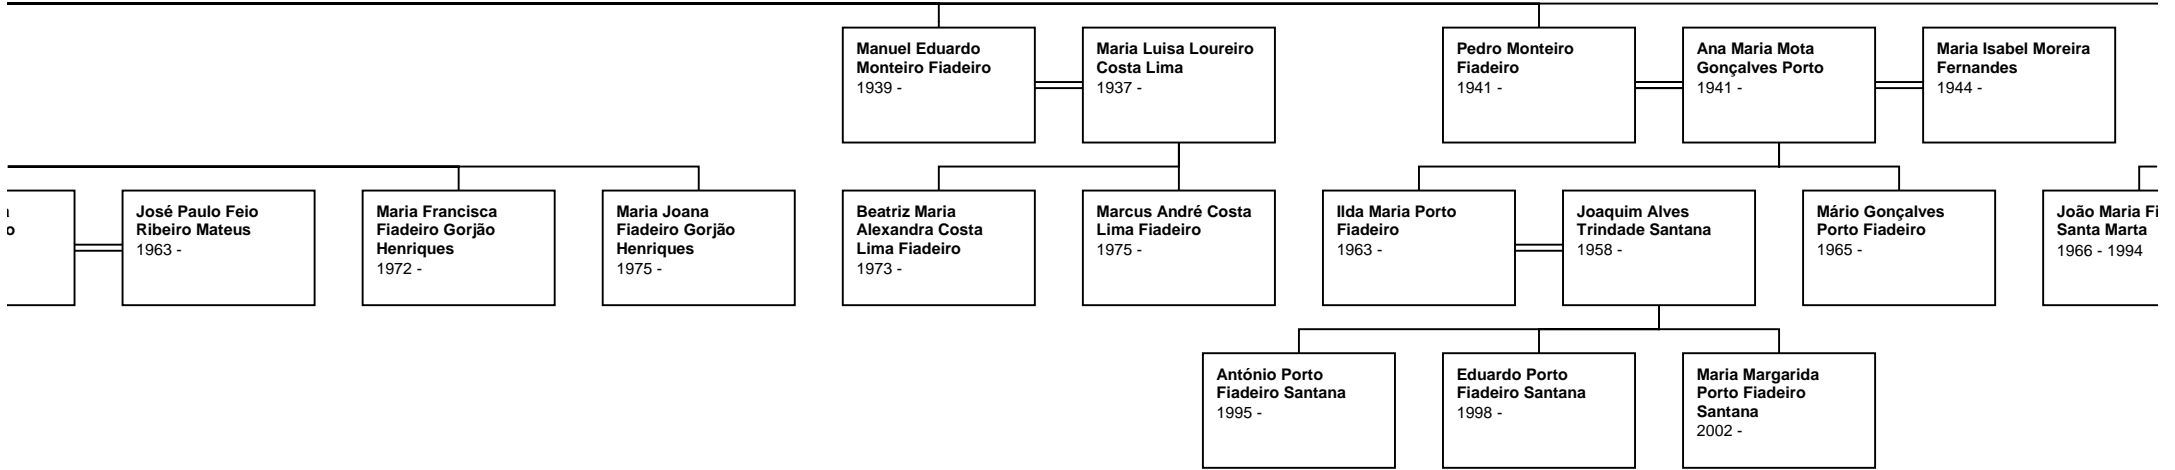 Manuel Eduardo
Monteiro Fiadeiro
1939 -
Maria Luisa Loureiro
Costa Lima
1937 -
Pedro Monteiro
Fiadeiro
1941 -
Ana Maria Mota
Gonçalves Porto
1941 -
Maria Isabel Moreira
Fernandes
1944 -
o
José Paulo Feio
Ribeiro Mateus
1963 -
Maria Francisca
Fiadeiro Gorjão
Henriques
1972 -
Maria Joana
Fiadeiro Gorjão
Henriques
1975 -
Beatriz Maria
Alexandra Costa
Lima Fiadeiro
1973 -
Marcus André Costa
Lima Fiadeiro
1975 -
Ilda Maria Porto
Fiadeiro
1963 -
Joaquim Alves
Trindade Santana
1958 -
Mário Gonçalves
Porto Fiadeiro
1965 -
João Maria Fi
Santa Marta
1966 - 1994
António Porto
Fiadeiro Santana
1995 -
Eduardo Porto
Fiadeiro Santana
1998 -
Maria Margarida
Porto Fiadeiro
Santana
2002 -